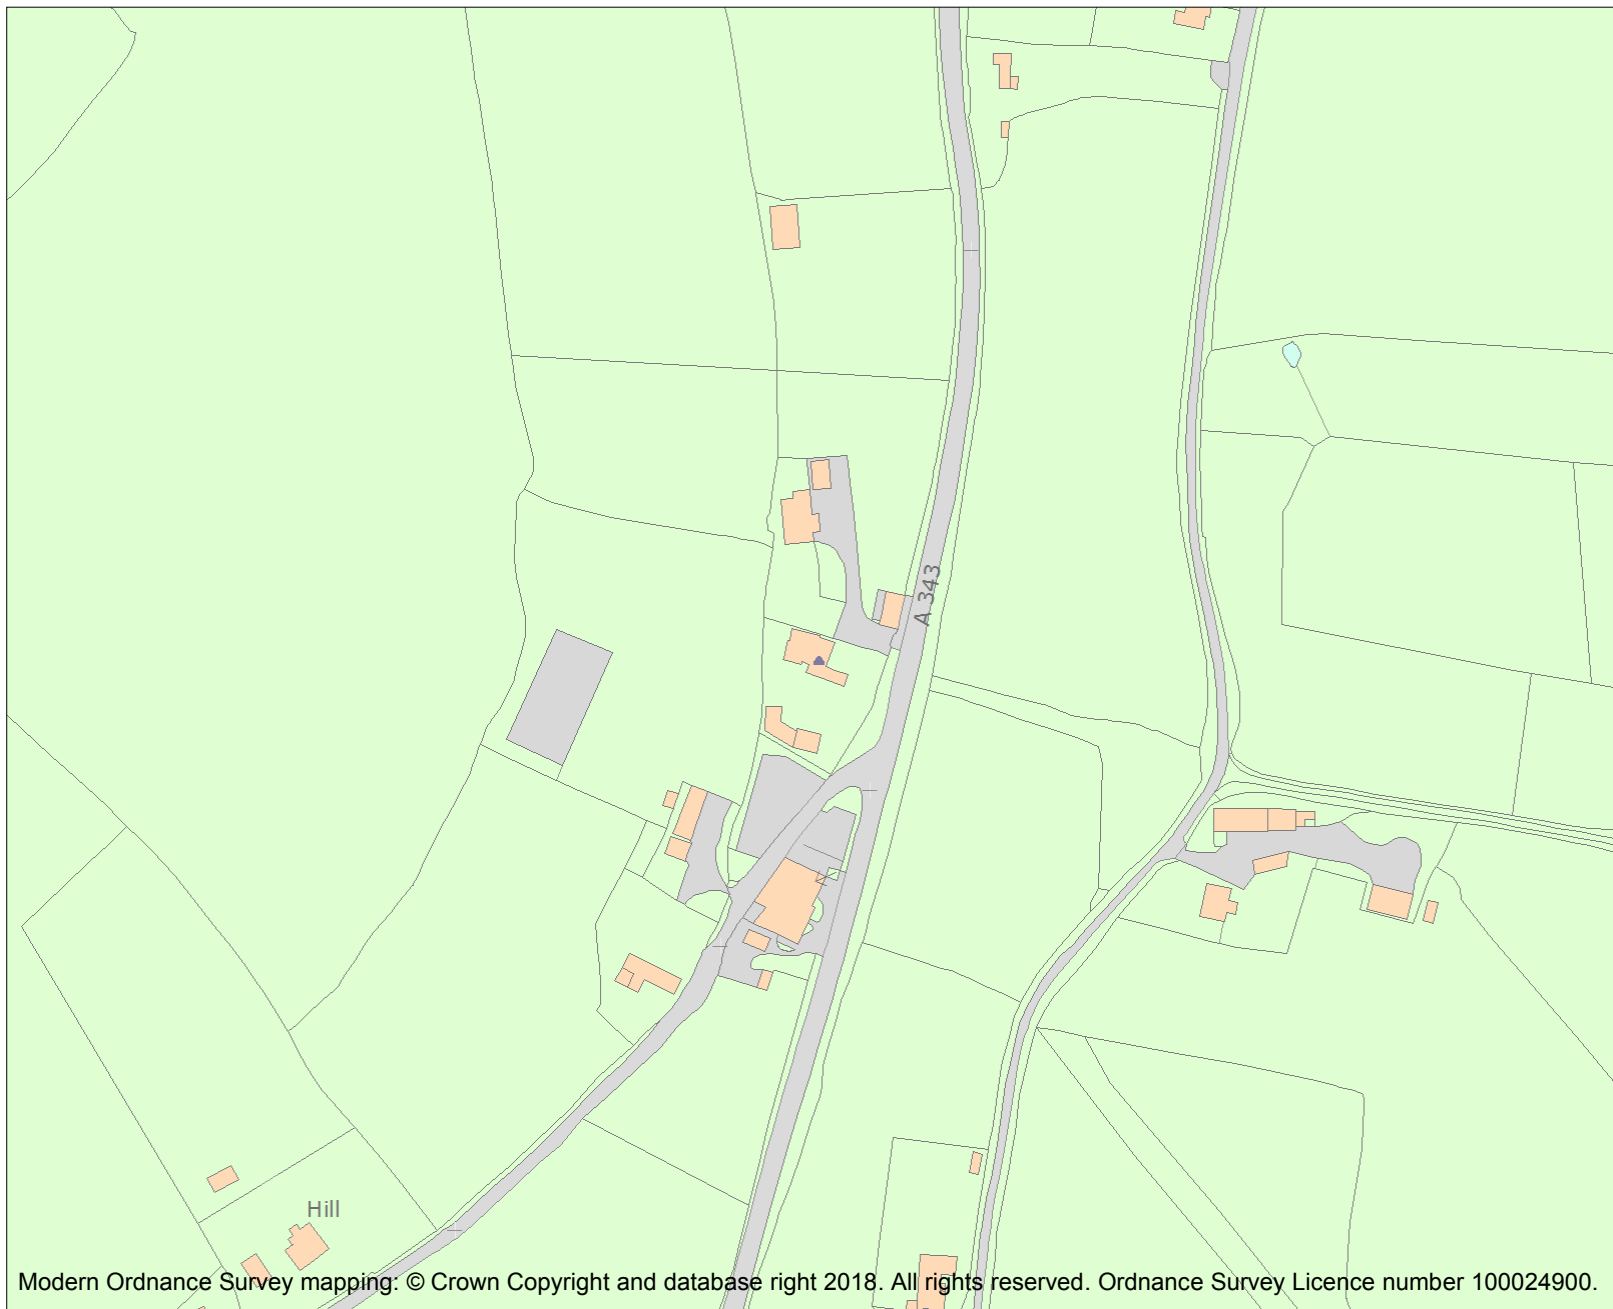 A 343
Hill
Modern Ordnance Survey mapping: © Crown Copyright and database right 2018. All rights reserved. Ordnance Survey Licence number 100024900.